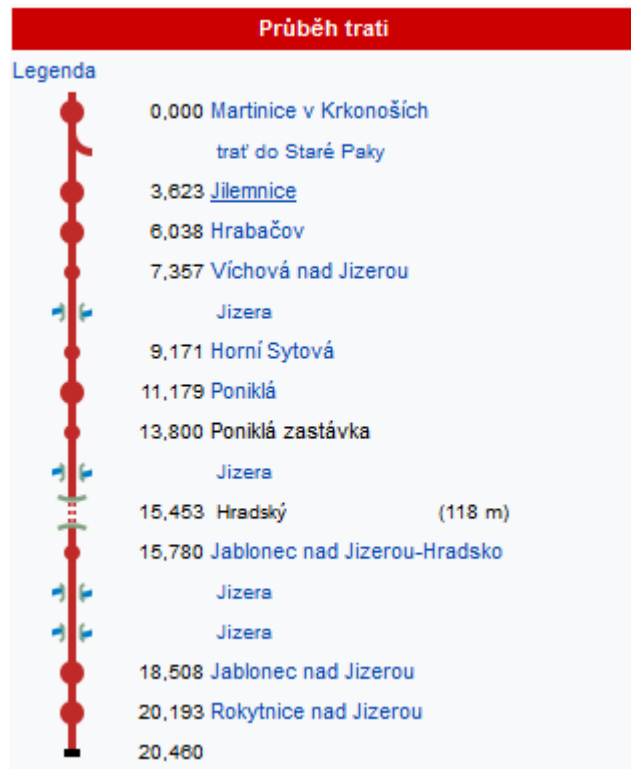 Průběh trati
Legenda
0,000 Martinice v Krkonoších
trať do Staré Paky
3,623 Jilemnice
6,038 Hrabačov
7,357 Víchová nad Jizerou
Jizera
9,171 Horní Sytová
11,179 Poniklá
13,800 Poniklá zastávka
Jizera
15,453 Hradský (118 m)
15,780 Jablonec nad Jizerou-Hradsko
Jizera
Jizera
18,508 Jablonec nad Jizerou
20,193 Rokytnice nad Jizerou
20,460